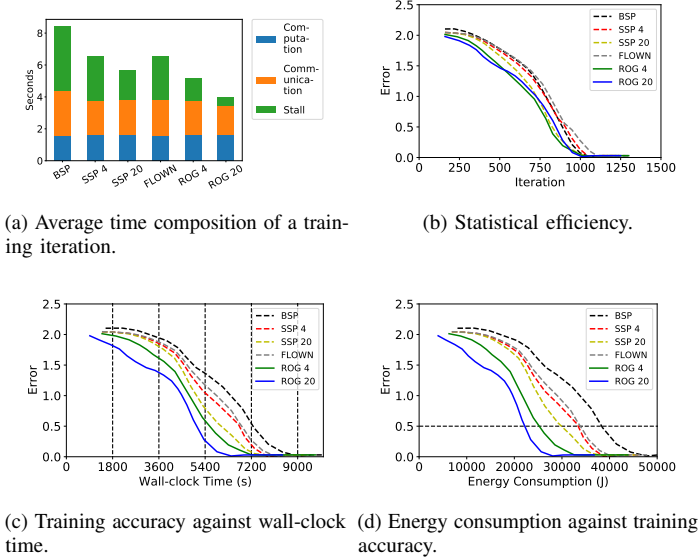 8
6
4
2
0
Seconds
BSP
SSP 4
SSP 20
FLOWN
ROG 4
ROG 20
Com-
puta-
tion
Comm-
unica-
tion
Stall
(a) Average time composition of a train-
ing iteration.
2.5
2.0
1.5
1.0
0.5
0.0
Error
0 250 500 750 1000 1250 1500
Iteration
BSP
SSP 4
SSP 20
FLOWN
ROG 4
ROG 20
(b) Statistical efficiency.
2.5
2.0
1.5
1.0
0.5
0.0
Error
0 1800 3600 5400 7200 9000
Wall-clock Time (s)
BSP
SSP 4
SSP 20
FLOWN
ROG 4
ROG 20
(c) Training accuracy against wall-clock
time.
2.5
2.0
1.5
1.0
0.5
0.0
Error
0 10000 20000 30000 40000 50000
Energy Consumption (J)
BSP
SSP 4
SSP 20
FLOWN
ROG 4
ROG 20
(d) Energy consumption against training
accuracy.